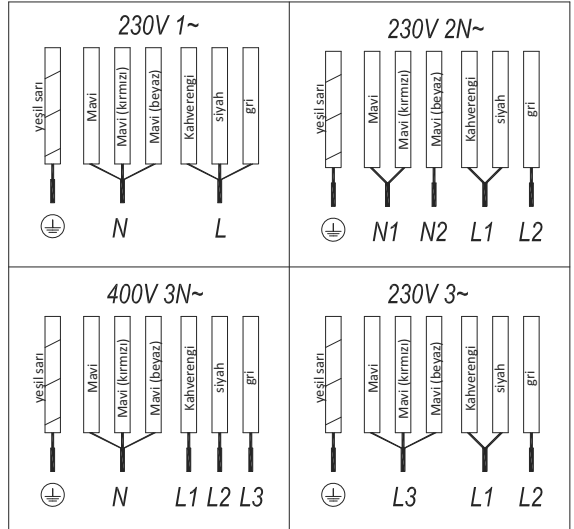 230V 1~
yeşil sarı
Mavi
Mavi (kırmızı)
Mavi (beyaz)
Kahverengi
siyah
gri
N L
230V 2N~
yeşil sarı
Mavi
Mavi (kırmızı)
Mavi (beyaz)
Kahverengi
siyah
gri
N1 N2 L1 L2
400V 3N~
yeşil sarı
Mavi
Mavi (kırmızı)
Mavi (beyaz)
Kahverengi
siyah
gri
N L1 L2 L3
230V 3~
yeşil sarı
Mavi
Mavi (kırmızı)
Mavi (beyaz)
Kahverengi
siyah
gri
L3 L1 L2